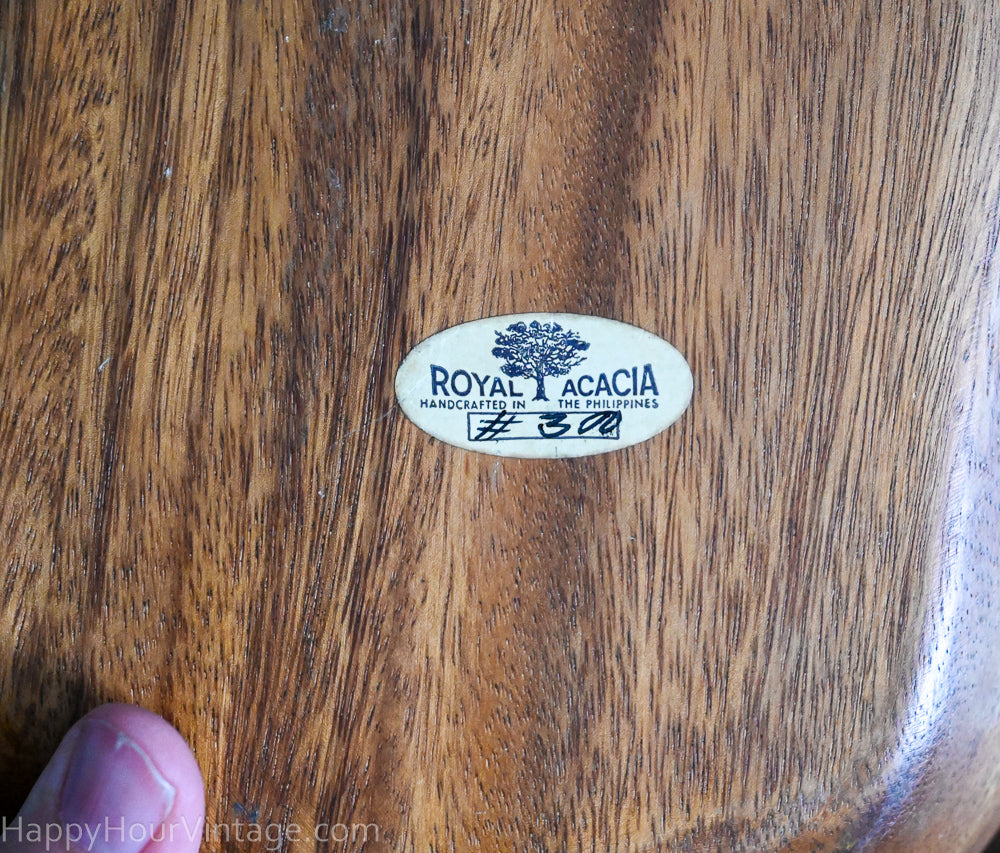 ROYAL ACACIA
HANDCRAFTED IN THE PHILIPPINES
# 300
HappyHourVintage.com